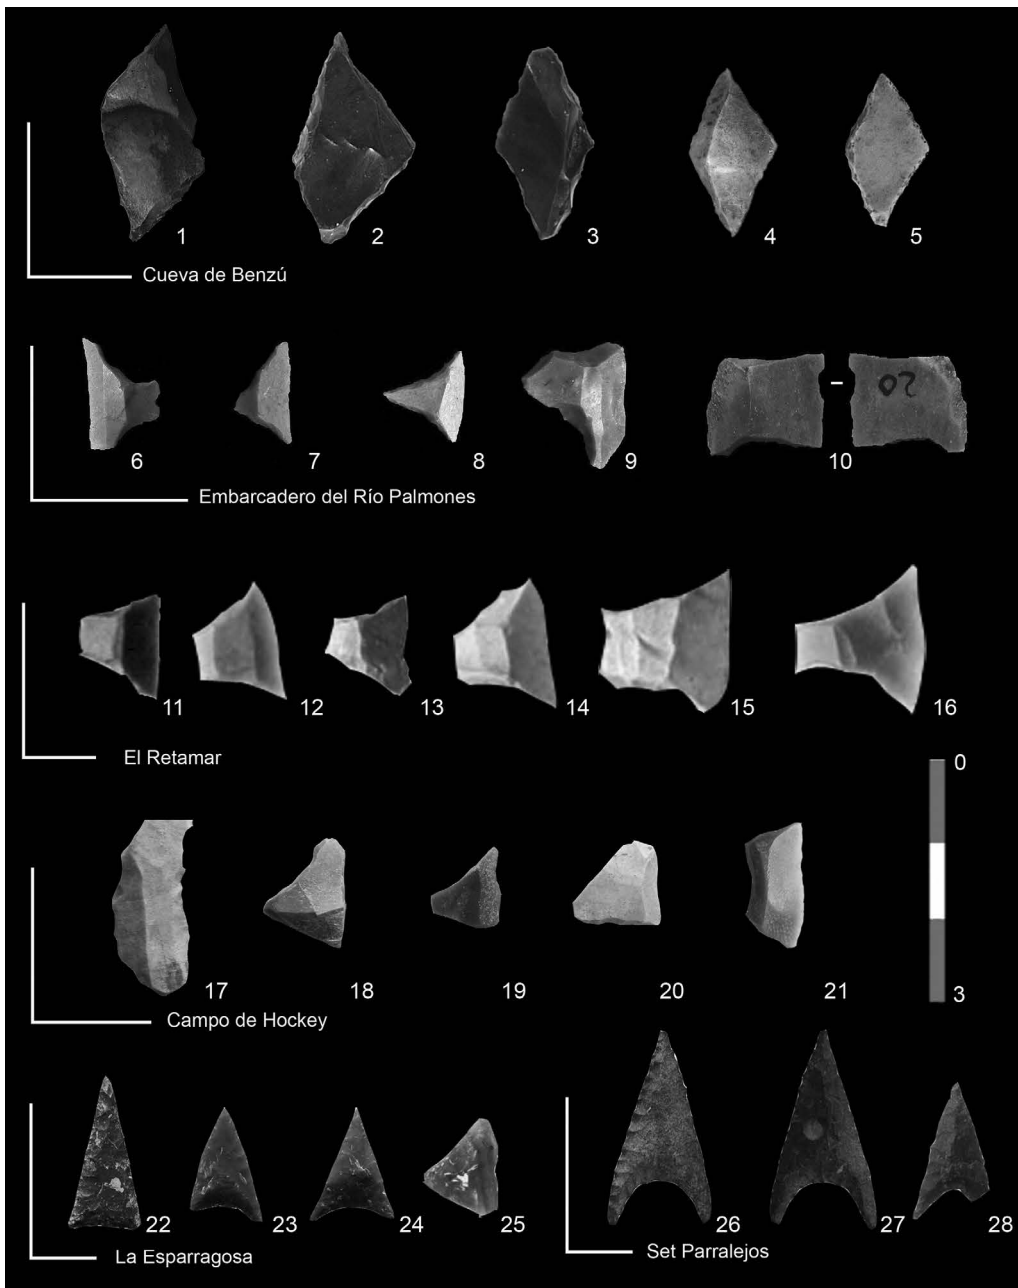 1 2 3 4 5
Cueva de Benzú
20
6 7 8 9 10
Embarcadero del Río Palmones
11 12 13 14 15 16
El Retamar
0
17 18 19 20 21 3
Campo de Hockey
22 23 24 25 26 27 28
La Esparragosa
Set Parralejos